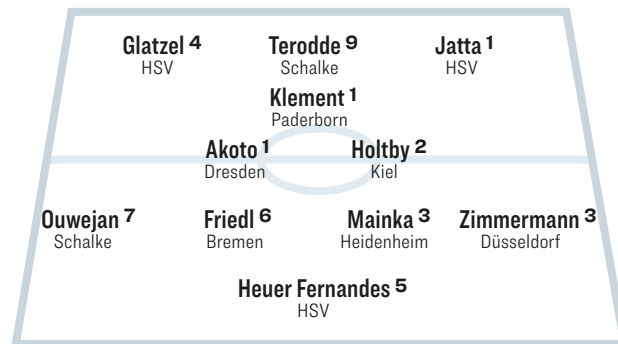 Glatzel 4 Terodde 9 Jatta 1
HSV Schalke HSV
Klement 1
Paderborn
Akoto 1 Holtby 2
Dresden Kiel
Ouwejan 7 Friedl 6 Mainka 3 Zimmermann 3
Schalke Bremen Heidenheim Düsseldorf
Heuer Fernandes 5
HSV